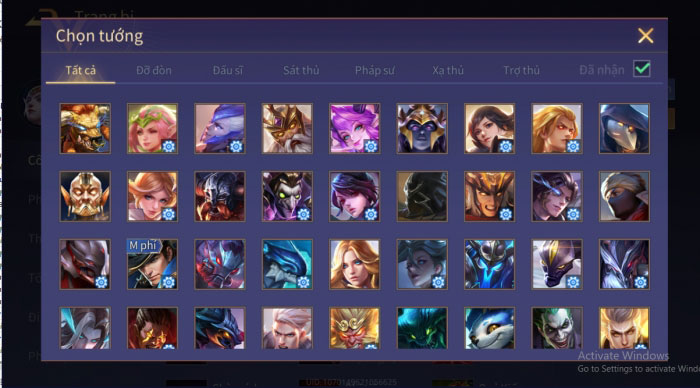 Trang bị
Chọn tướng
Tất cả
Đỡ đòn
Đấu sĩ
Sát thủ
Pháp sư
Xạ thủ
Trợ thủ
Đã nhận
M phí
Activate Windows
Go to Settings to activate Wind